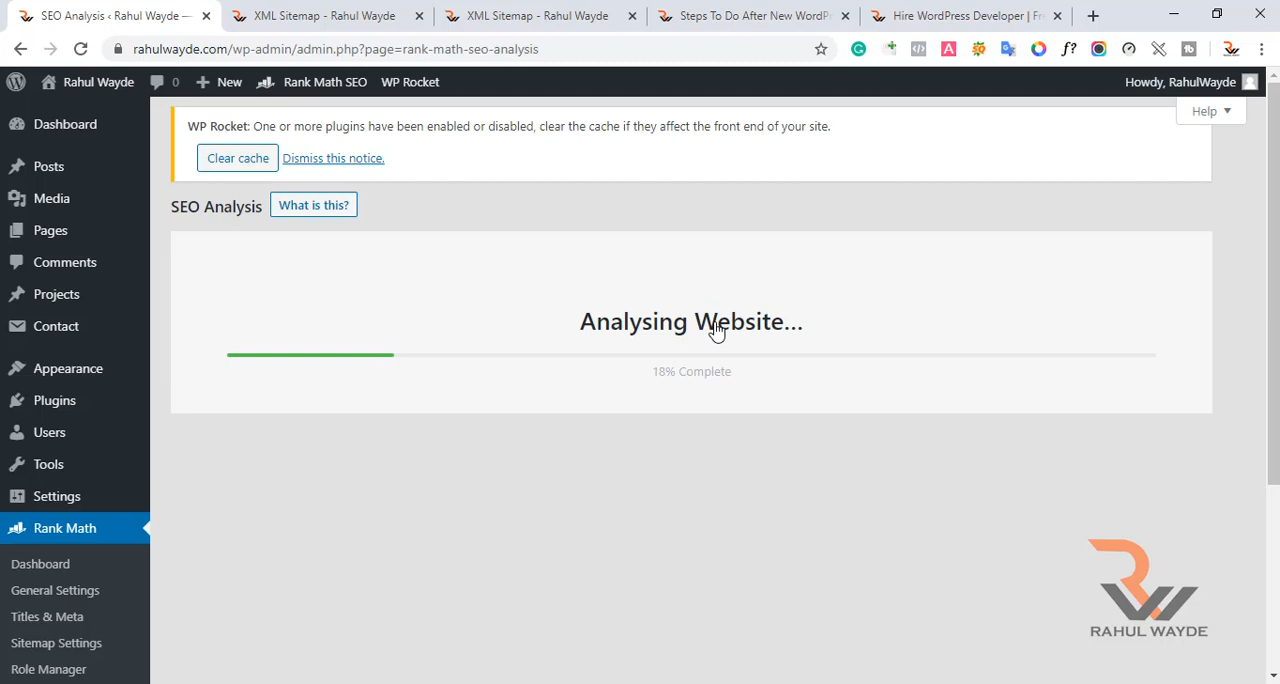 SEO Analysis ‹ Rahul Wayde —
XML Sitemap - Rahul Wayde
XML Sitemap - Rahul Wayde
Steps To Do After New WordP
Hire WordPress Developer | Fr
rahulwayde.com/wp-admin/admin.php?page=rank-math-seo-analysis
Rahul Wayde
0
New
Rank Math SEO
WP Rocket
Howdy, RahulWayde
Help
Dashboard
Posts
Media
Pages
Comments
Projects
Contact
Appearance
Plugins
Users
Tools
Settings
Rank Math
Dashboard
General Settings
Titles & Meta
Sitemap Settings
Role Manager
WP Rocket: One or more plugins have been enabled or disabled, clear the cache if they affect the front end of your site.
Clear cache
Dismiss this notice.
SEO Analysis
What is this?
Analysing Website...
18% Complete
RAHUL WAYDE